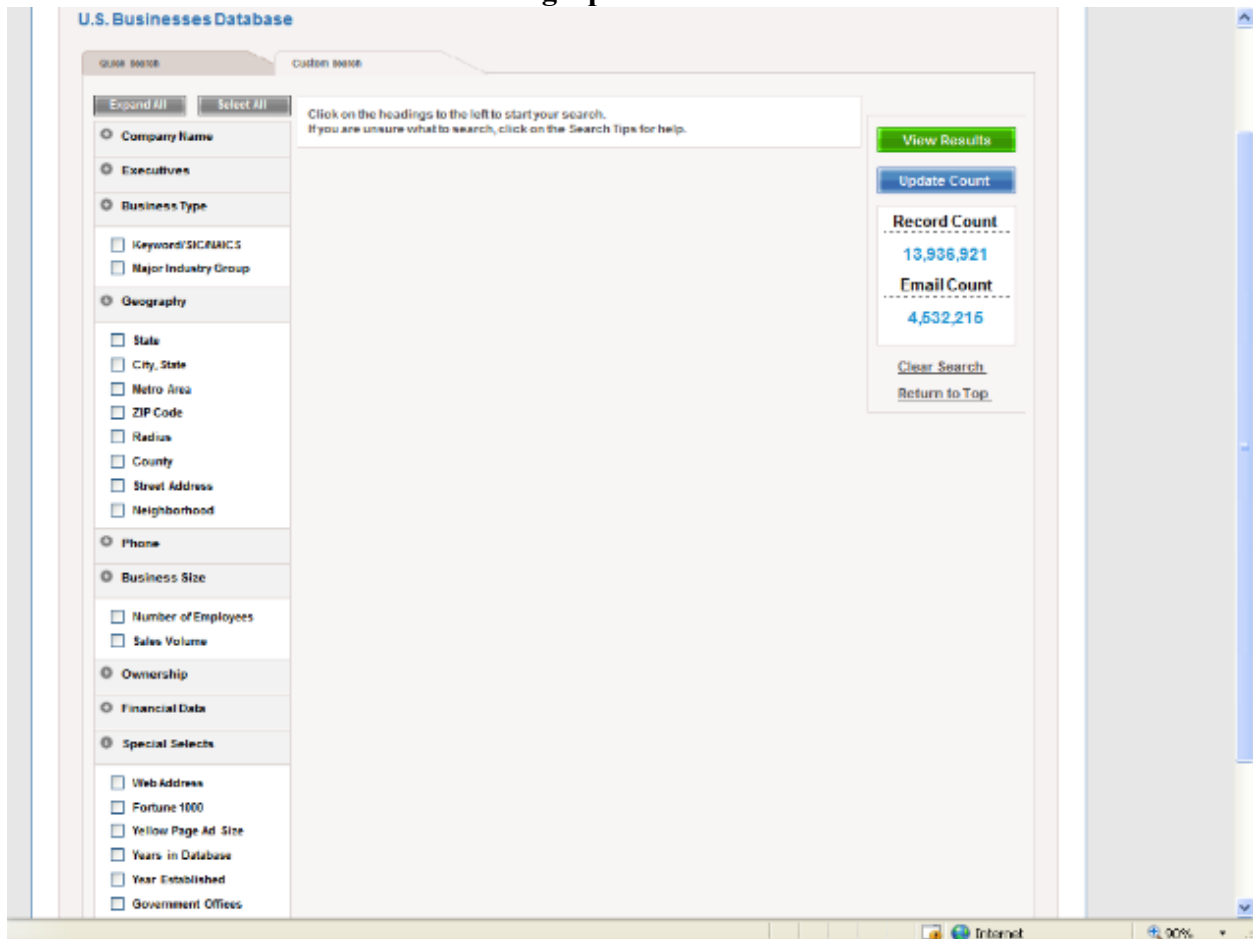 U.S. Businesses Database
Quick Search
Custom Search
Expand All
Select All
Click on the headings to the left to start your search.
If you are unsure what to search, click on the Search Tips for help.
Company Name
Executives
Business Type
Keyword/SIC/NAICS
Major Industry Group
Geography
State
City, State
Metro Area
ZIP Code
Radius
County
Street Address
Neighborhood
Phone
Business Size
Number of Employees
Sales Volume
Ownership
Financial Data
Special Selects
Web Address
Fortune 1000
Yellow Page Ad Size
Years in Database
Year Established
Government Offices
View Results
Update Count
Record Count
13,936,921
Email Count
4,532,215
Clear Search
Return to Top
Internet
90%